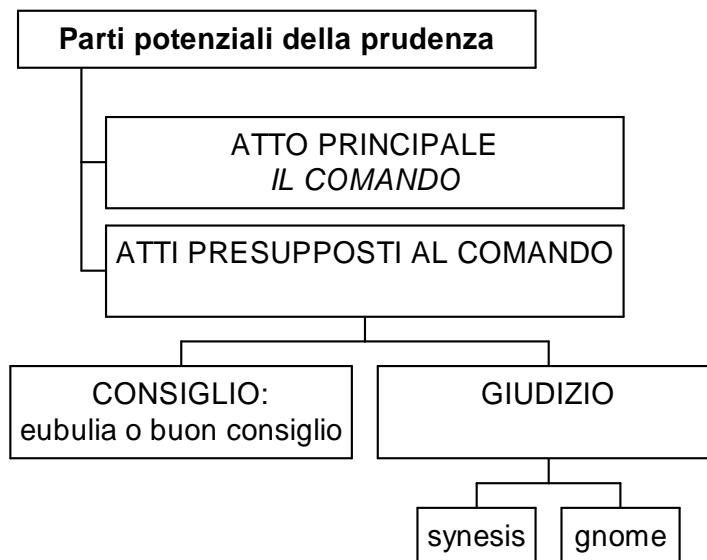 Parti potenziali della prudenza
ATTO PRINCIPALE
IL COMANDO
ATTI PRESUPPOSTI AL COMANDO
CONSIGLIO:
eubulia o buon consiglio
GIUDIZIO
synesis
gnome